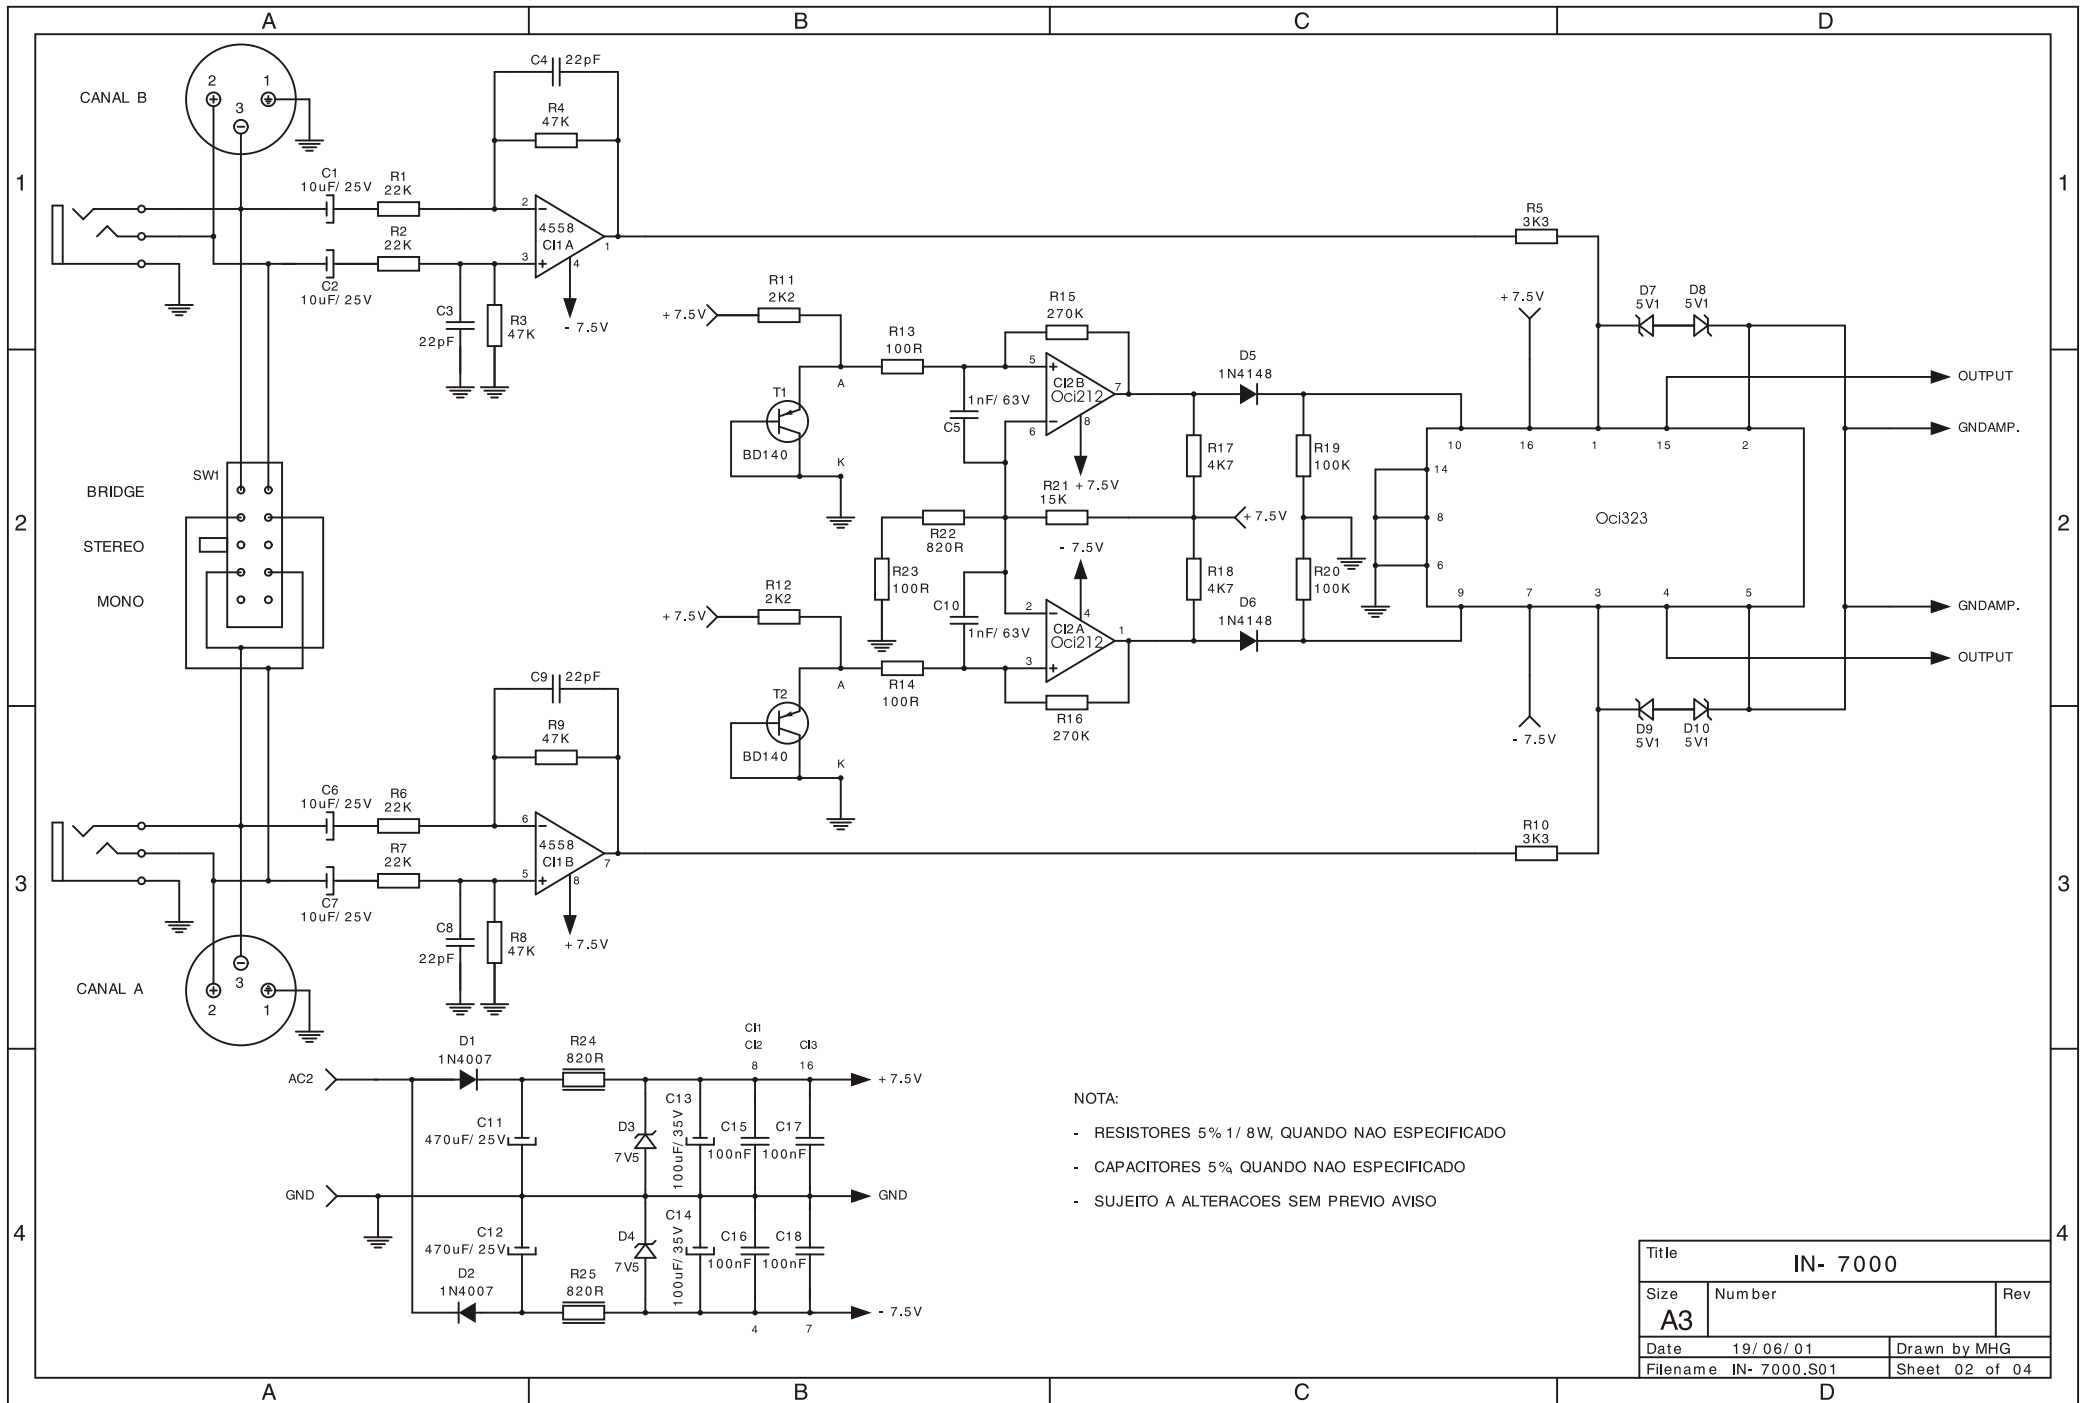 A B C D
1
2
3
4
1
2
3
4
CANAL B
2 1
3
C4 22pF
R4
47K
C1
10uF/ 25V
R1
22K
R2
22K
C2
10uF/ 25V
2
4558
CI1A
3
4
1
- 7.5V
C3
22pF
R3
47K
R5
3K3
R11
2K2
+ 7.5V
R13
100R
A
T1
BD140
K
R15
270K
5
CI2B
Oci212
7
6
8
1nF/ 63V
C5
R21 + 7.5V
15K
D5
1N4148
R17
4K7
R19
100K
+ 7.5V
+ 7.5V
D7
5V1
D8
5V1
OUTPUT
GNDAMP.
10 16 1 15 2
14
8
6
Oci323
9 7 3 4 5
GNDAMP.
OUTPUT
SW1
BRIDGE
STEREO
MONO
R22
820R
R23
100R
- 7.5V
R18
4K7
R20
100K
R12
2K2
+ 7.5V
C10
1nF/ 63V
2
4
CI2A
Oci212
1
3
D6
1N4148
A
R14
100R
R16
270K
T2
BD140
K
- 7.5V
D9
5V1
D10
5V1
C9 22pF
R9
47K
C6
10uF/ 25V
R6
22K
R7
22K
C7
10uF/ 25V
6
4558
CI1B
5
8
7
+ 7.5V
C8
22pF
R8
47K
R10
3K3
CANAL A
3
2 1
AC2
D1
1N4007
R24
820R
CI1
CI2
8
CI3
16
+ 7.5V
C11
470uF/ 25V
D3
7V5
C13
100uF/ 35V
C15
100nF
C17
100nF
GND
GND
C12
470uF/ 25V
D4
7V5
C14
100uF/ 35V
C16
100nF
C18
100nF
D2
1N4007
R25
820R
- 7.5V
4 7
NOTA:
- RESISTORES 5% 1/ 8W, QUANDO NAO ESPECIFICADO
- CAPACITORES 5%, QUANDO NAO ESPECIFICADO
- SUJEITO A ALTERACOES SEM PREVIO AVISO
Title IN- 7000
Size Number Rev
A3
Date 19/ 06/ 01 Drawn by MHG
Filename IN- 7000.S01 Sheet 02 of 04
A B C D